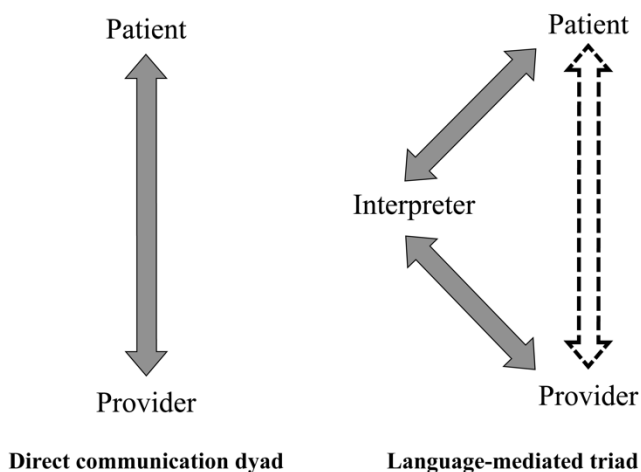 Patient
Provider
Direct communication dyad
Patient
Interpreter
Provider
Language-mediated triad